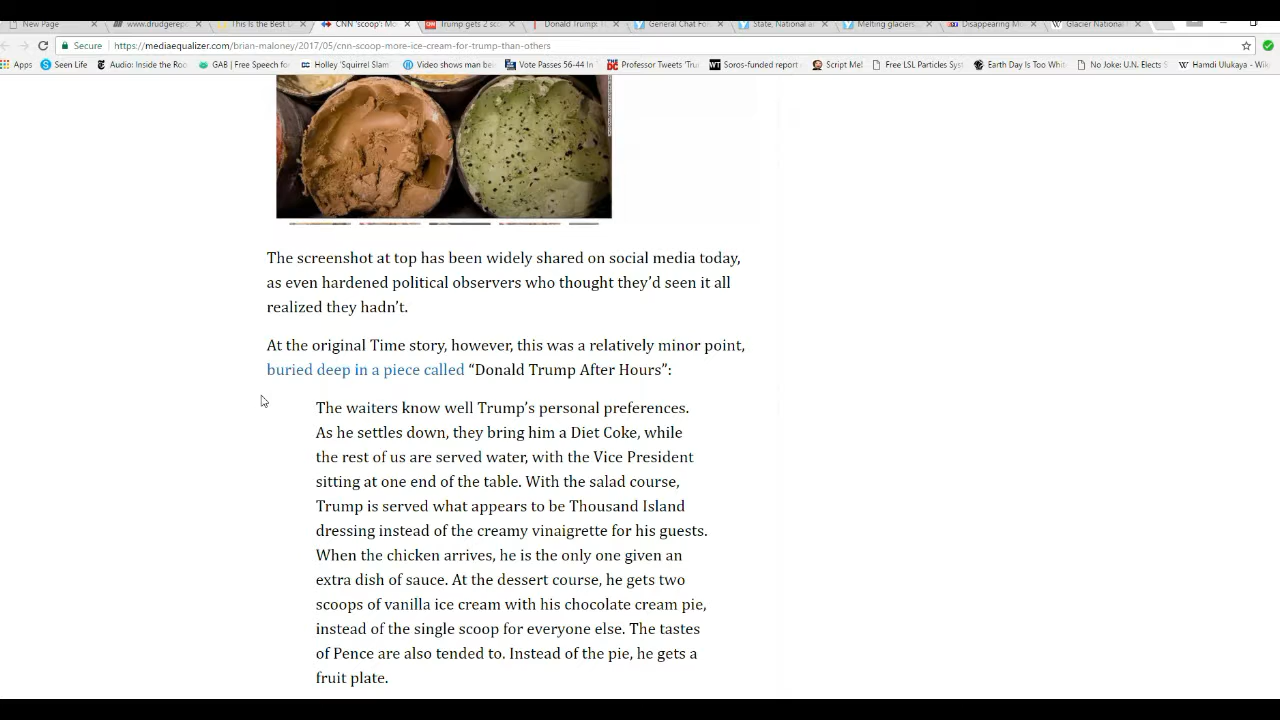 New Page
www.drudgerepo
This Is the Best D
CNN 'scoop': Mo
Trump gets 2 sco
Donald Trump: T
General Chat For
State, National an
Melting glaciers
Disappearing Mo
Glacier National P
Secure
https://mediaequalizer.com/brian-maloney/2017/05/cnn-scoop-more-ice-cream-for-trump-than-others
Apps
Seen Life
Audio: Inside the Roo
GAB | Free Speech fo
Holley 'Squirrel Slam
Video shows man be
Vote Passes 56-44 In
Professor Tweets 'Tru
Soros-funded report
Script Mel
Free LSL Particles Sys
Earth Day Is Too Whit
No Joke: U.N. Elects S
Hamdi Ulukaya - Wik
The screenshot at top has been widely shared on social media today,
as even hardened political observers who thought they'd seen it all
realized they hadn't.
At the original Time story, however, this was a relatively minor point,
buried deep in a piece called “Donald Trump After Hours”:
The waiters know well Trump's personal preferences.
As he settles down, they bring him a Diet Coke, while
the rest of us are served water, with the Vice President
sitting at one end of the table. With the salad course,
Trump is served what appears to be Thousand Island
dressing instead of the creamy vinaigrette for his guests.
When the chicken arrives, he is the only one given an
extra dish of sauce. At the dessert course, he gets two
scoops of vanilla ice cream with his chocolate cream pie,
instead of the single scoop for everyone else. The tastes
of Pence are also tended to. Instead of the pie, he gets a
fruit plate.